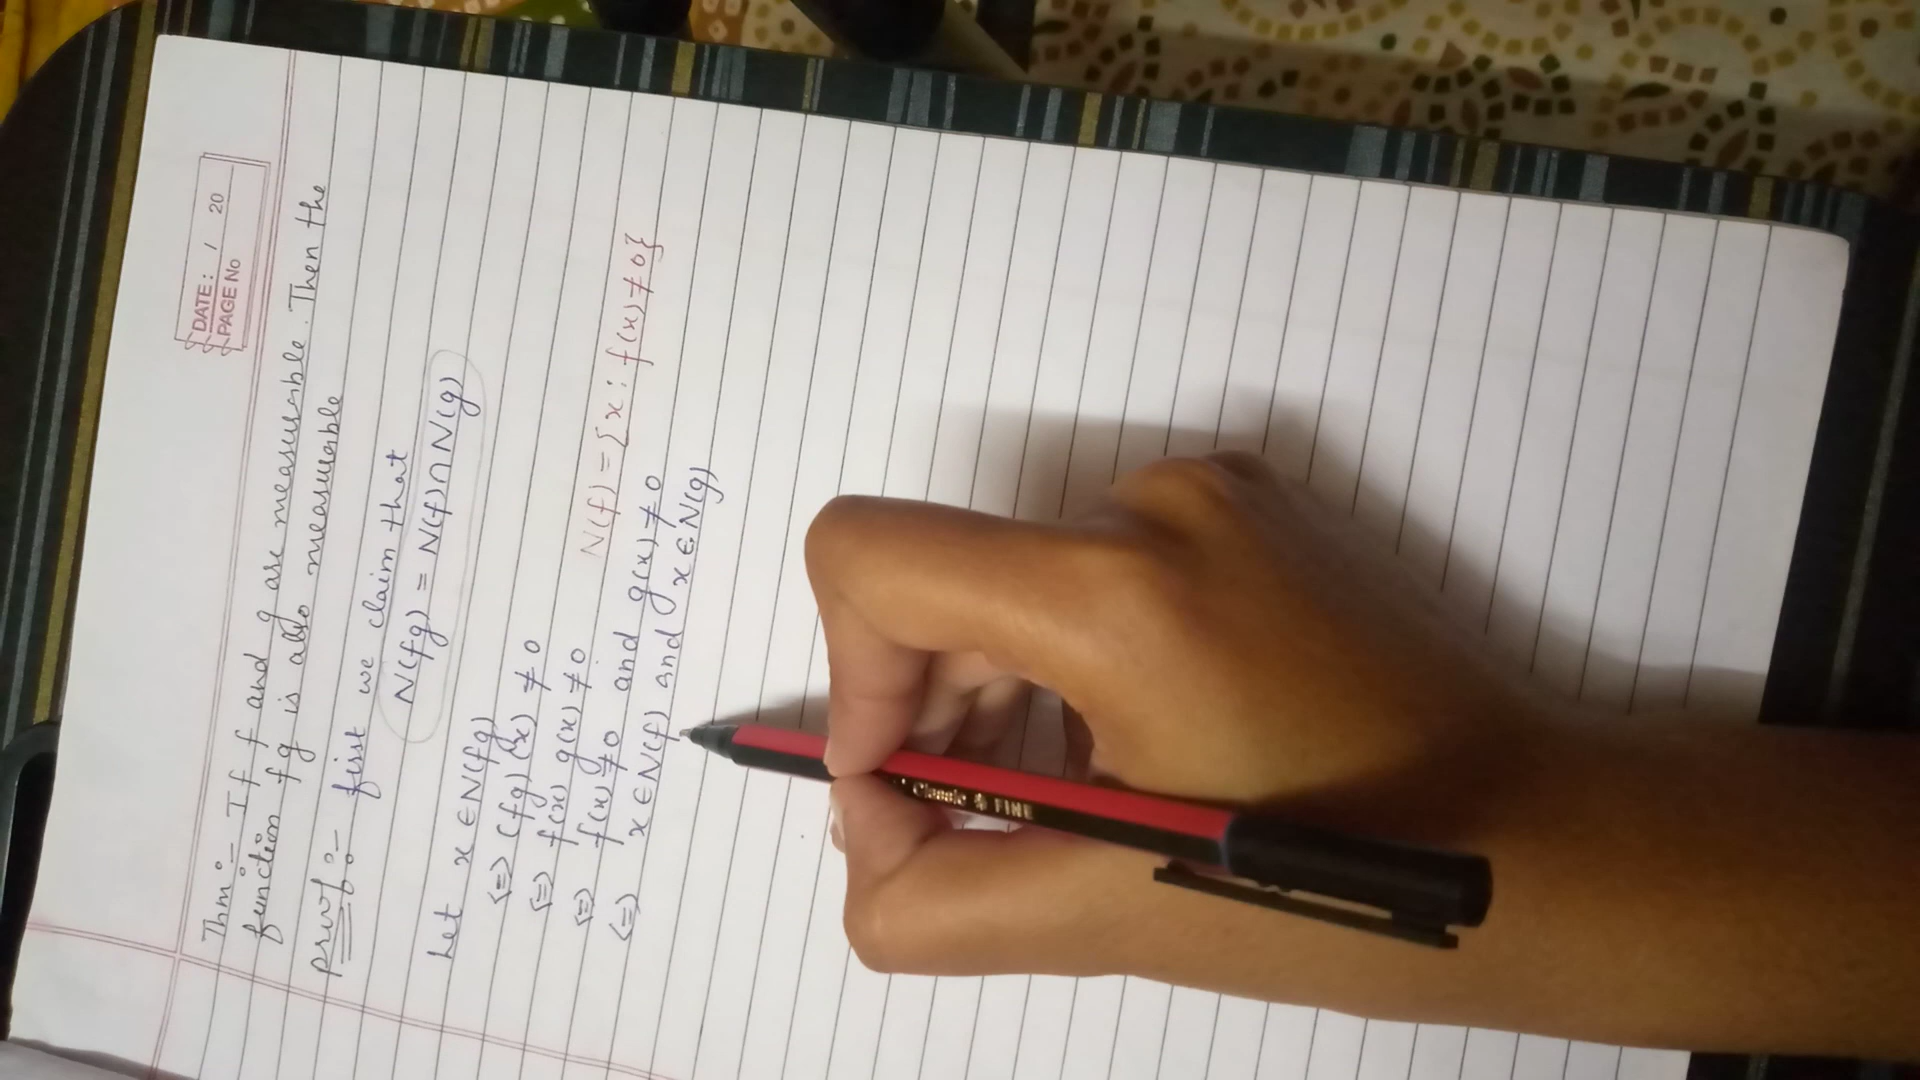 DATE: / 20
PAGE No
Thm:- If f and g are measurable. Then the
function fg is also measurable
proof:- first we claim that
N(fg) = N(f) ∩ N(g)
Let x ∈ N(fg)
<=> (fg)(x) ≠ 0
<=> f(x) g(x) ≠ 0
N(f) = {x : f(x) ≠ 0}
<=> f(x) ≠ 0 and g(x) ≠ 0
<=> x ∈ N(f) and x ∈ N(g)
Classic FINE